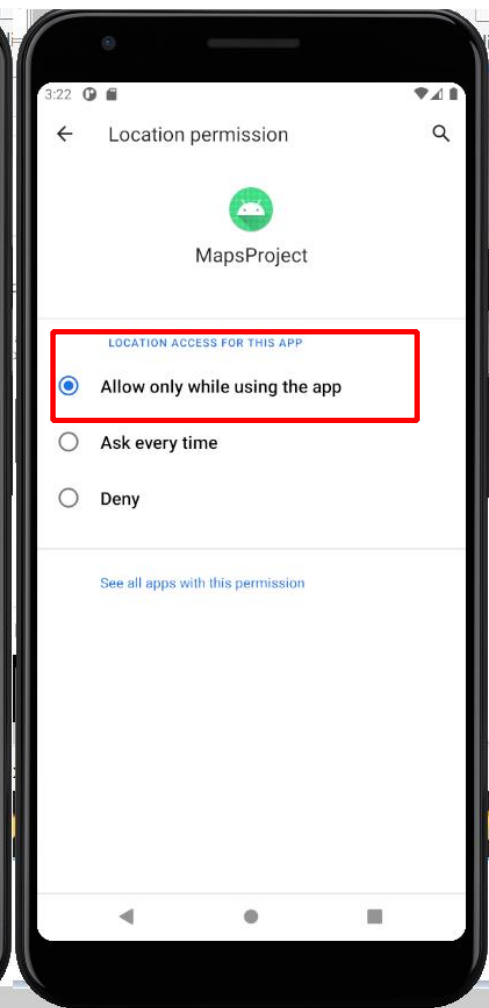 3:22
Location permission
MapsProject
LOCATION ACCESS FOR THIS APP
Allow only while using the app
Ask every time
Deny
See all apps with this permission